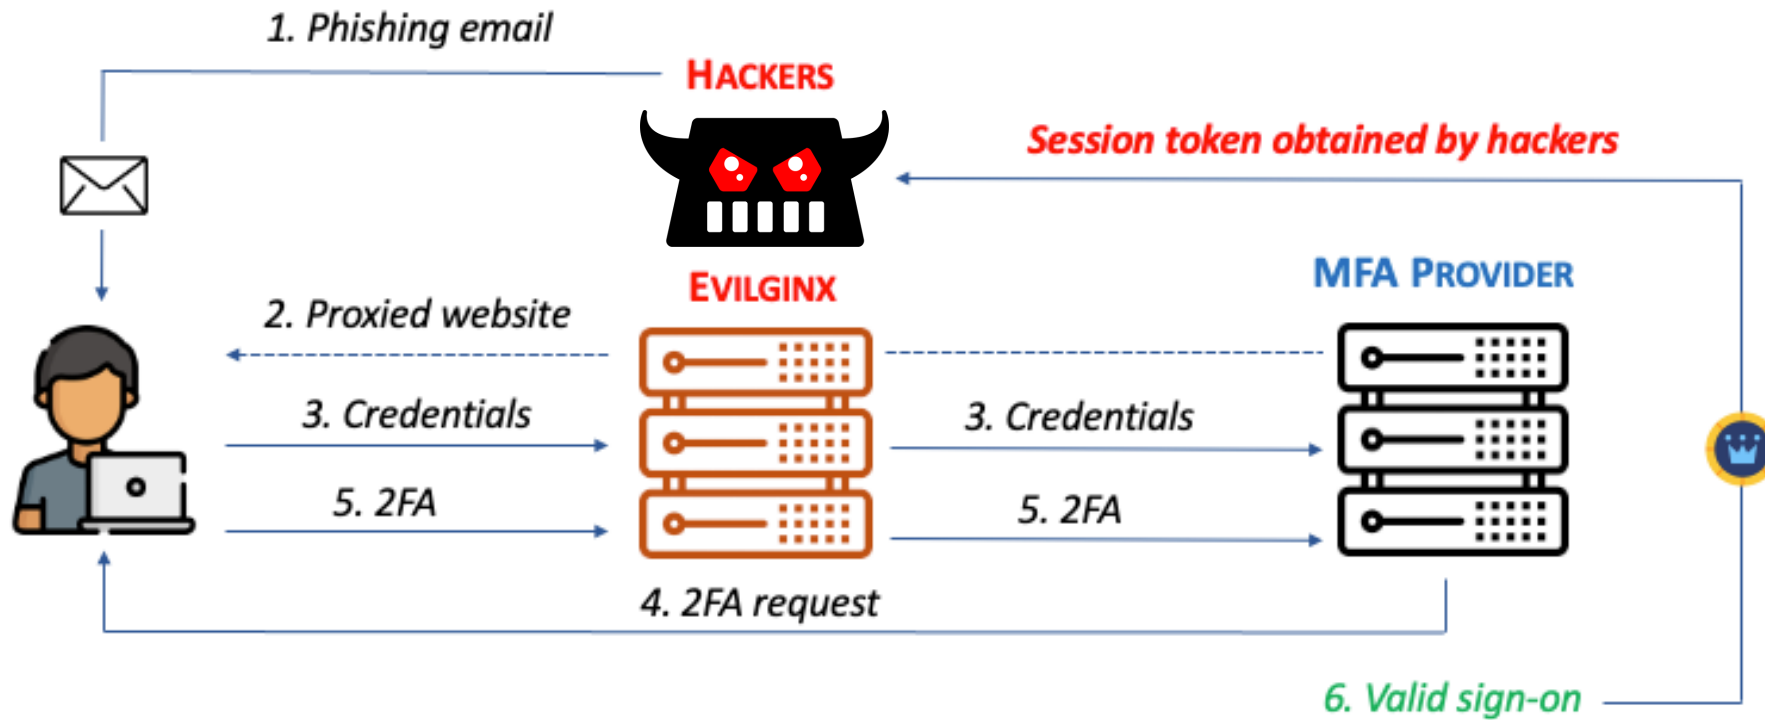 1. Phishing email
HACKERS
Session token obtained by hackers
EVILGINX
MFA PROVIDER
2. Proxied website
3. Credentials
3. Credentials
5. 2FA
5. 2FA
4. 2FA request
6. Valid sign-on